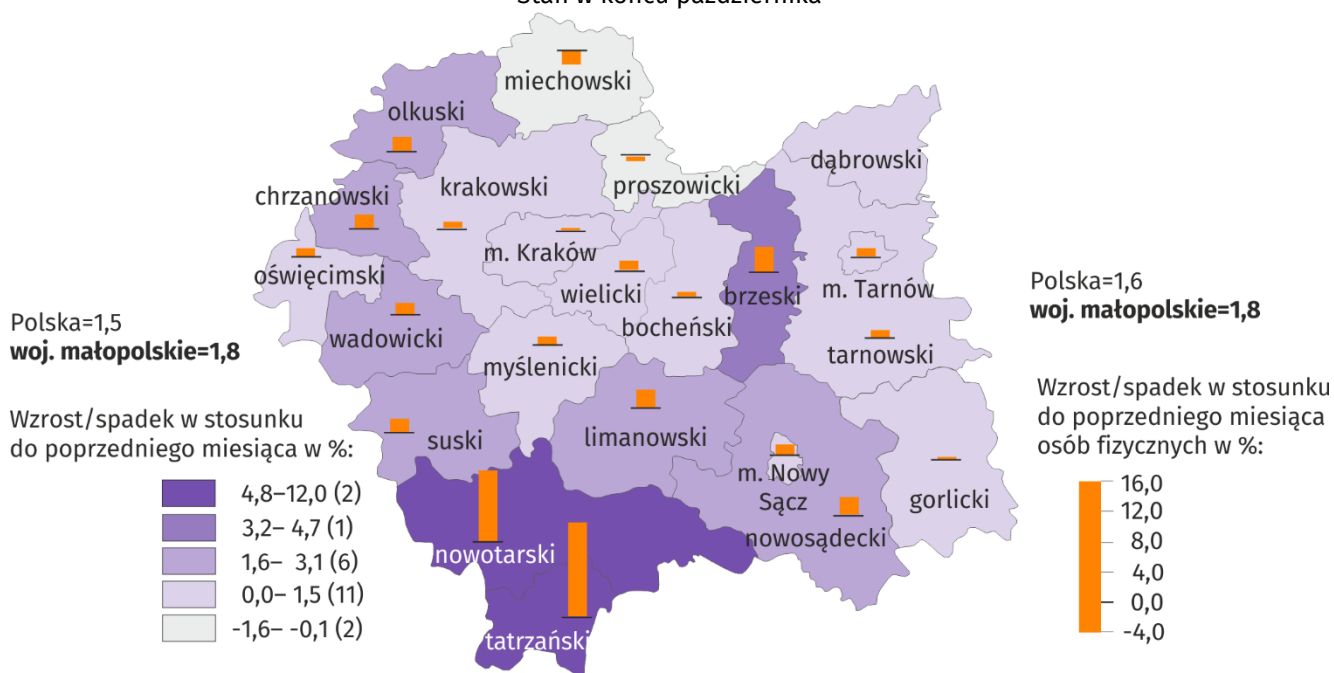 Stan w końcu października
miechowski
olkuski
dąbrowski
proszowicki
chrzanowski
krakowski
m. Kraków
oświęcimski
wielicki
brzeski
m. Tarnów
bocheński
wadowicki
myślenicki
tarnowski
suski
limanowski
m. Nowy
Sącz
gorlicki
nowosądecki
nowotarski
tatrzański
Polska=1,5
woj. małopolskie=1,8
Wzrost/spadek w stosunku
do poprzedniego miesiąca w %:
4,8–12,0 (2)
3,2– 4,7 (1)
1,6– 3,1 (6)
0,0– 1,5 (11)
-1,6– -0,1 (2)
Polska=1,6
woj. małopolskie=1,8
Wzrost/spadek w stosunku
do poprzedniego miesiąca
osób fizycznych w %:
16,0
12,0
8,0
4,0
0,0
-4,0